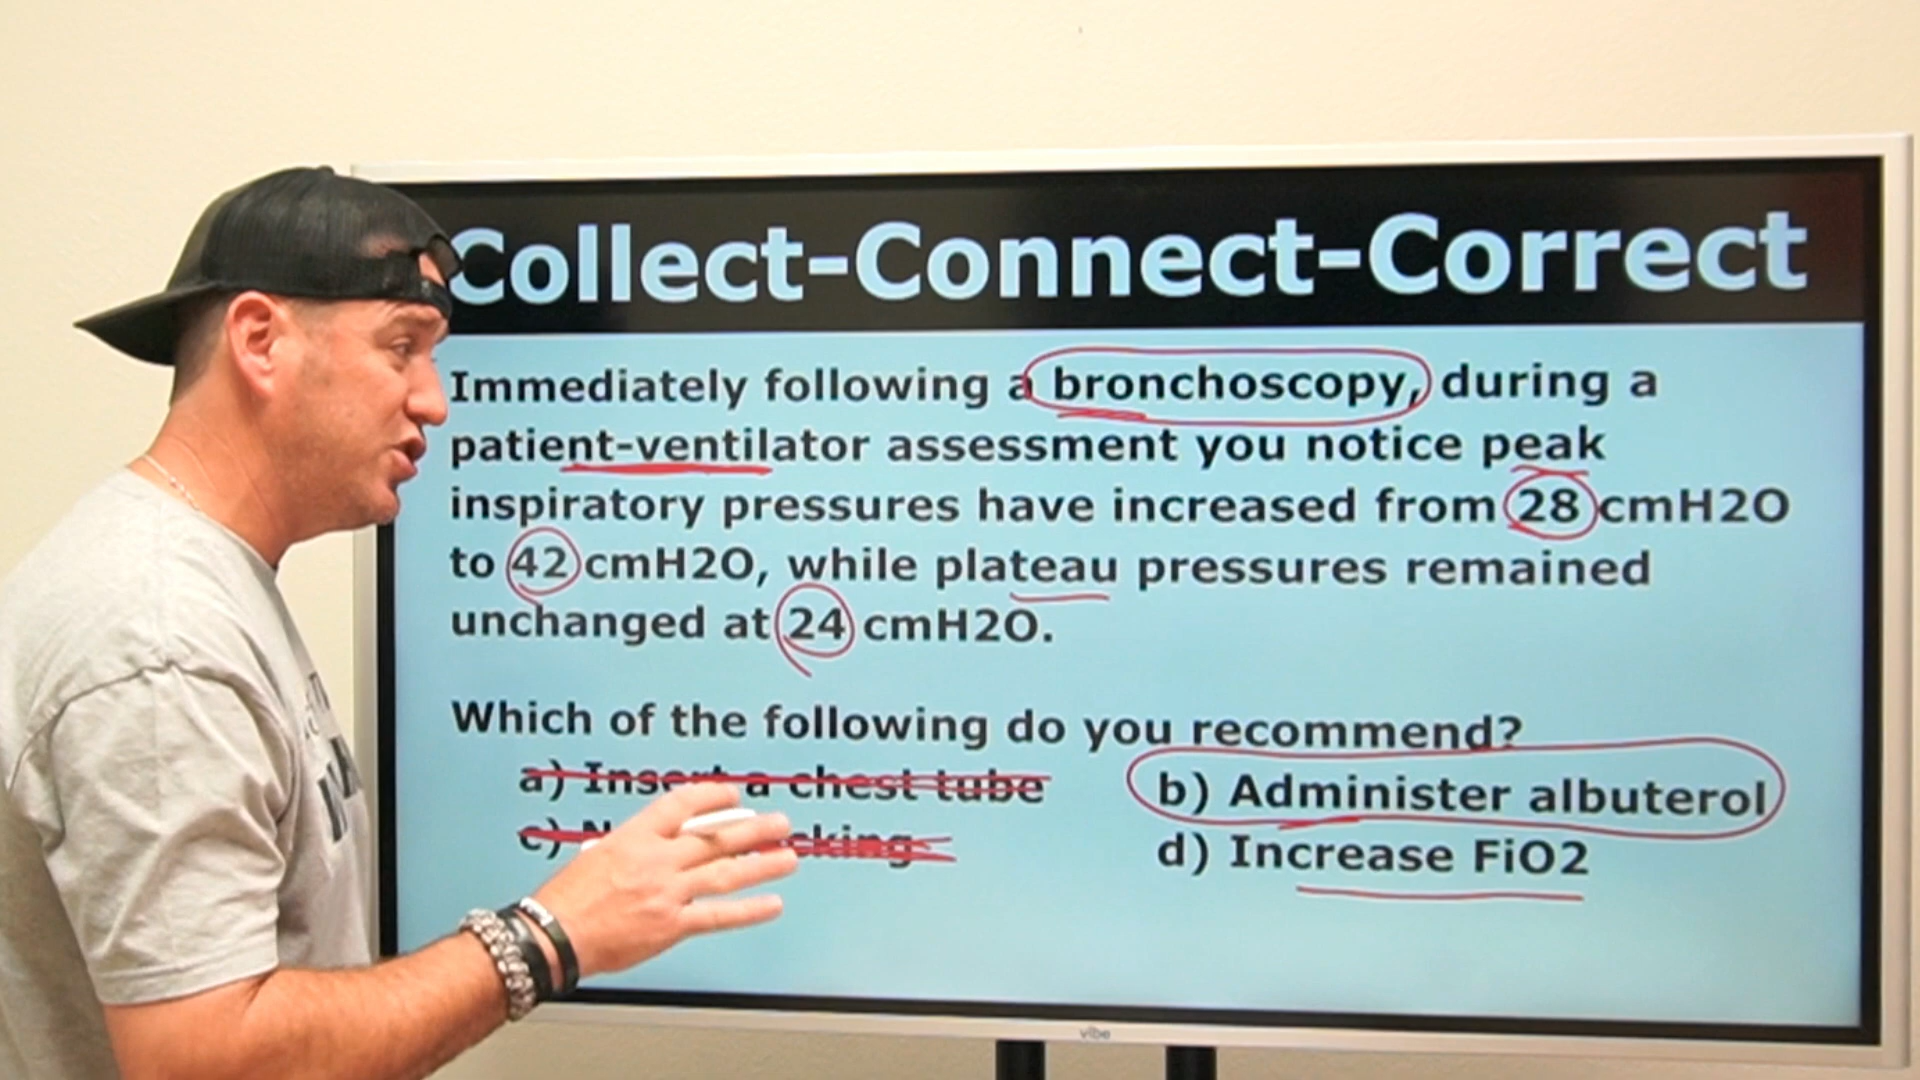 Collect-Connect-Correct
Immediately following a bronchoscopy, during a
patient-ventilator assessment you notice peak
inspiratory pressures have increased from 28 cmH2O
to 42 cmH2O, while plateau pressures remained
unchanged at 24 cmH2O.
Which of the following do you recommend?
a) Insert a chest tube b) Administer albuterol
c) d) Increase FiO2
vibe